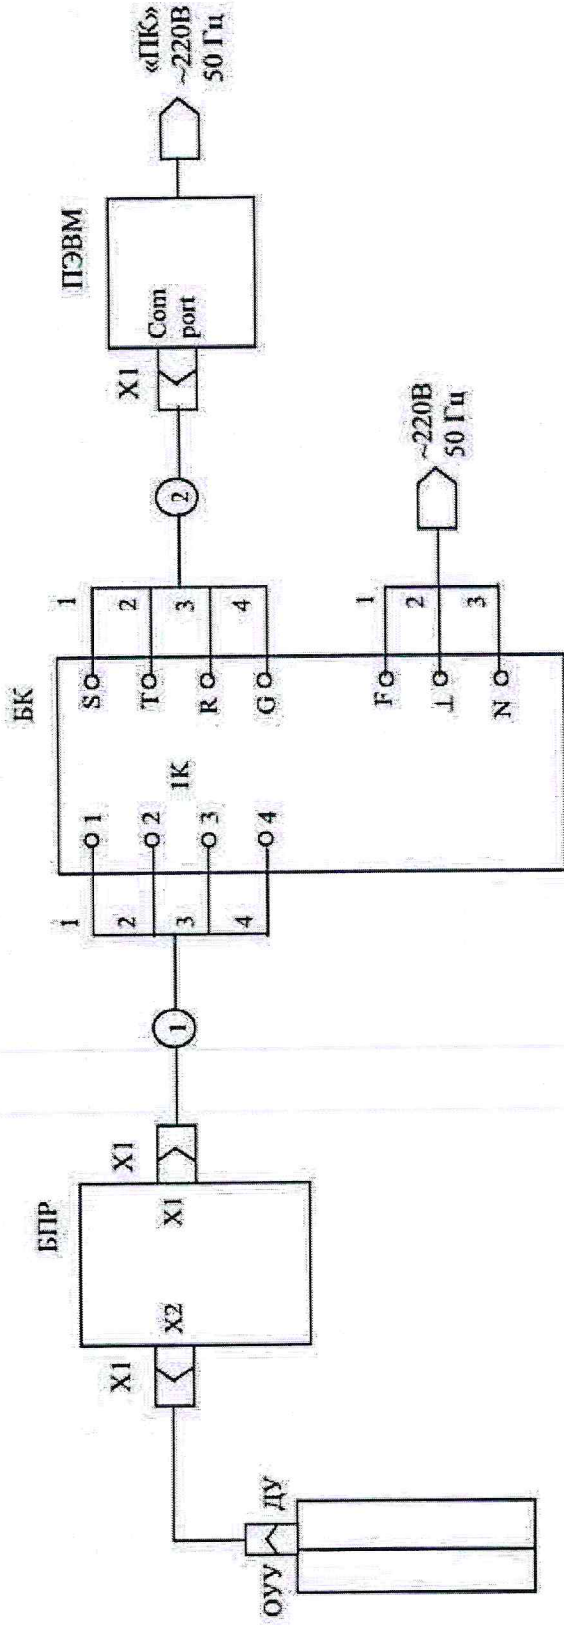 ОУУ
ДУ
X1
БПР
X2
X1
X1
1
1
2
3
4
БК
1К
1
2
3
4
S
T
R
G
F
⊥
N
1
2
3
4
2
1
2
3
~220В
50 Гц
ПЭВМ
X1
Com
port
«ПК»
~220В
50 Гц